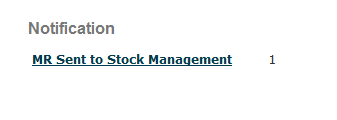 Notification
MR Sent to Stock Management 1